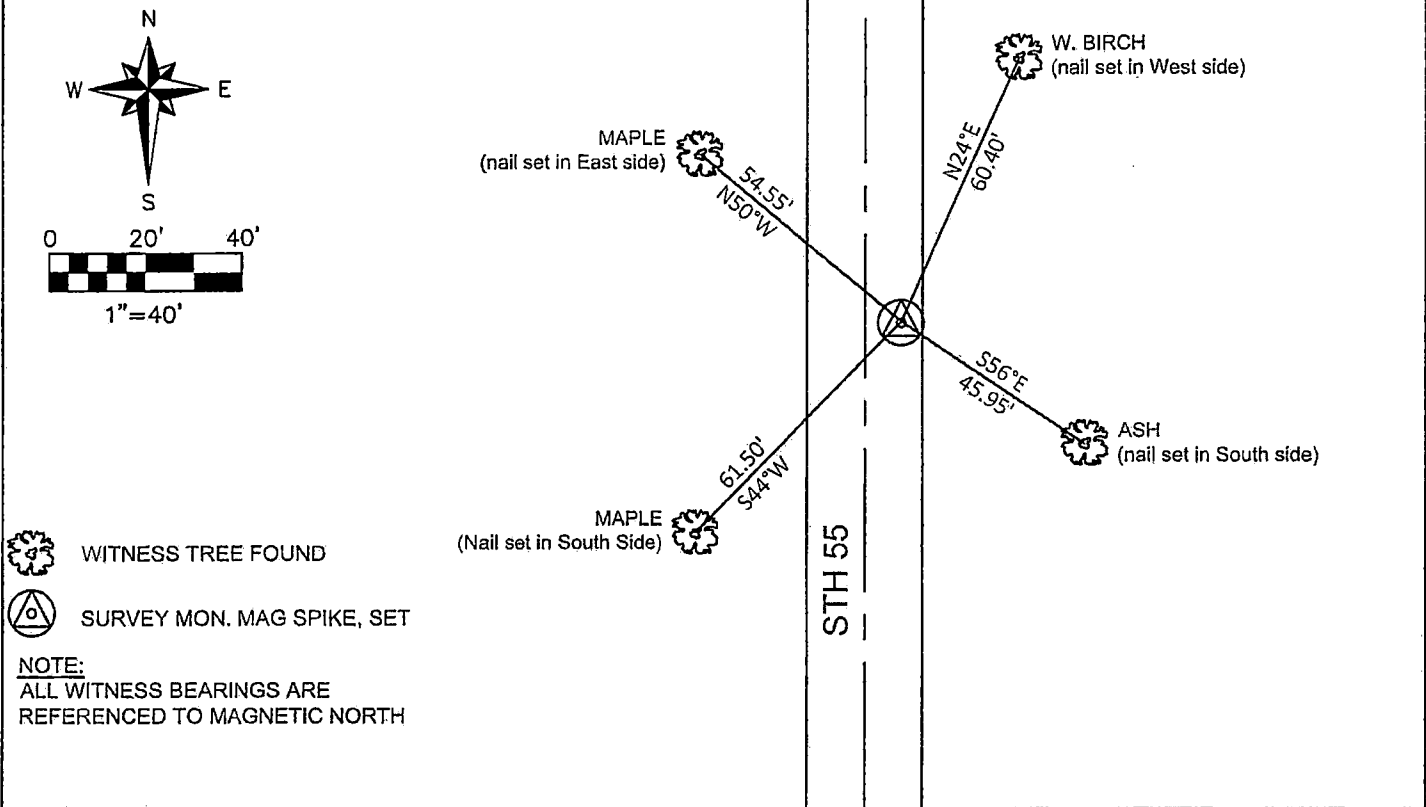 N
W
E
S
0 20' 40'
1"=40'
W. BIRCH
(nail set in West side)
MAPLE
(nail set in East side)
54.55'
N50°W
N24°E
60.40'
S56°E
45.95'
ASH
(nail set in South side)
61.50'
S44°W
MAPLE
(Nail set in South Side)
STH 55
WITNESS TREE FOUND
SURVEY MON. MAG SPIKE, SET
NOTE:
ALL WITNESS BEARINGS ARE
REFERENCED TO MAGNETIC NORTH